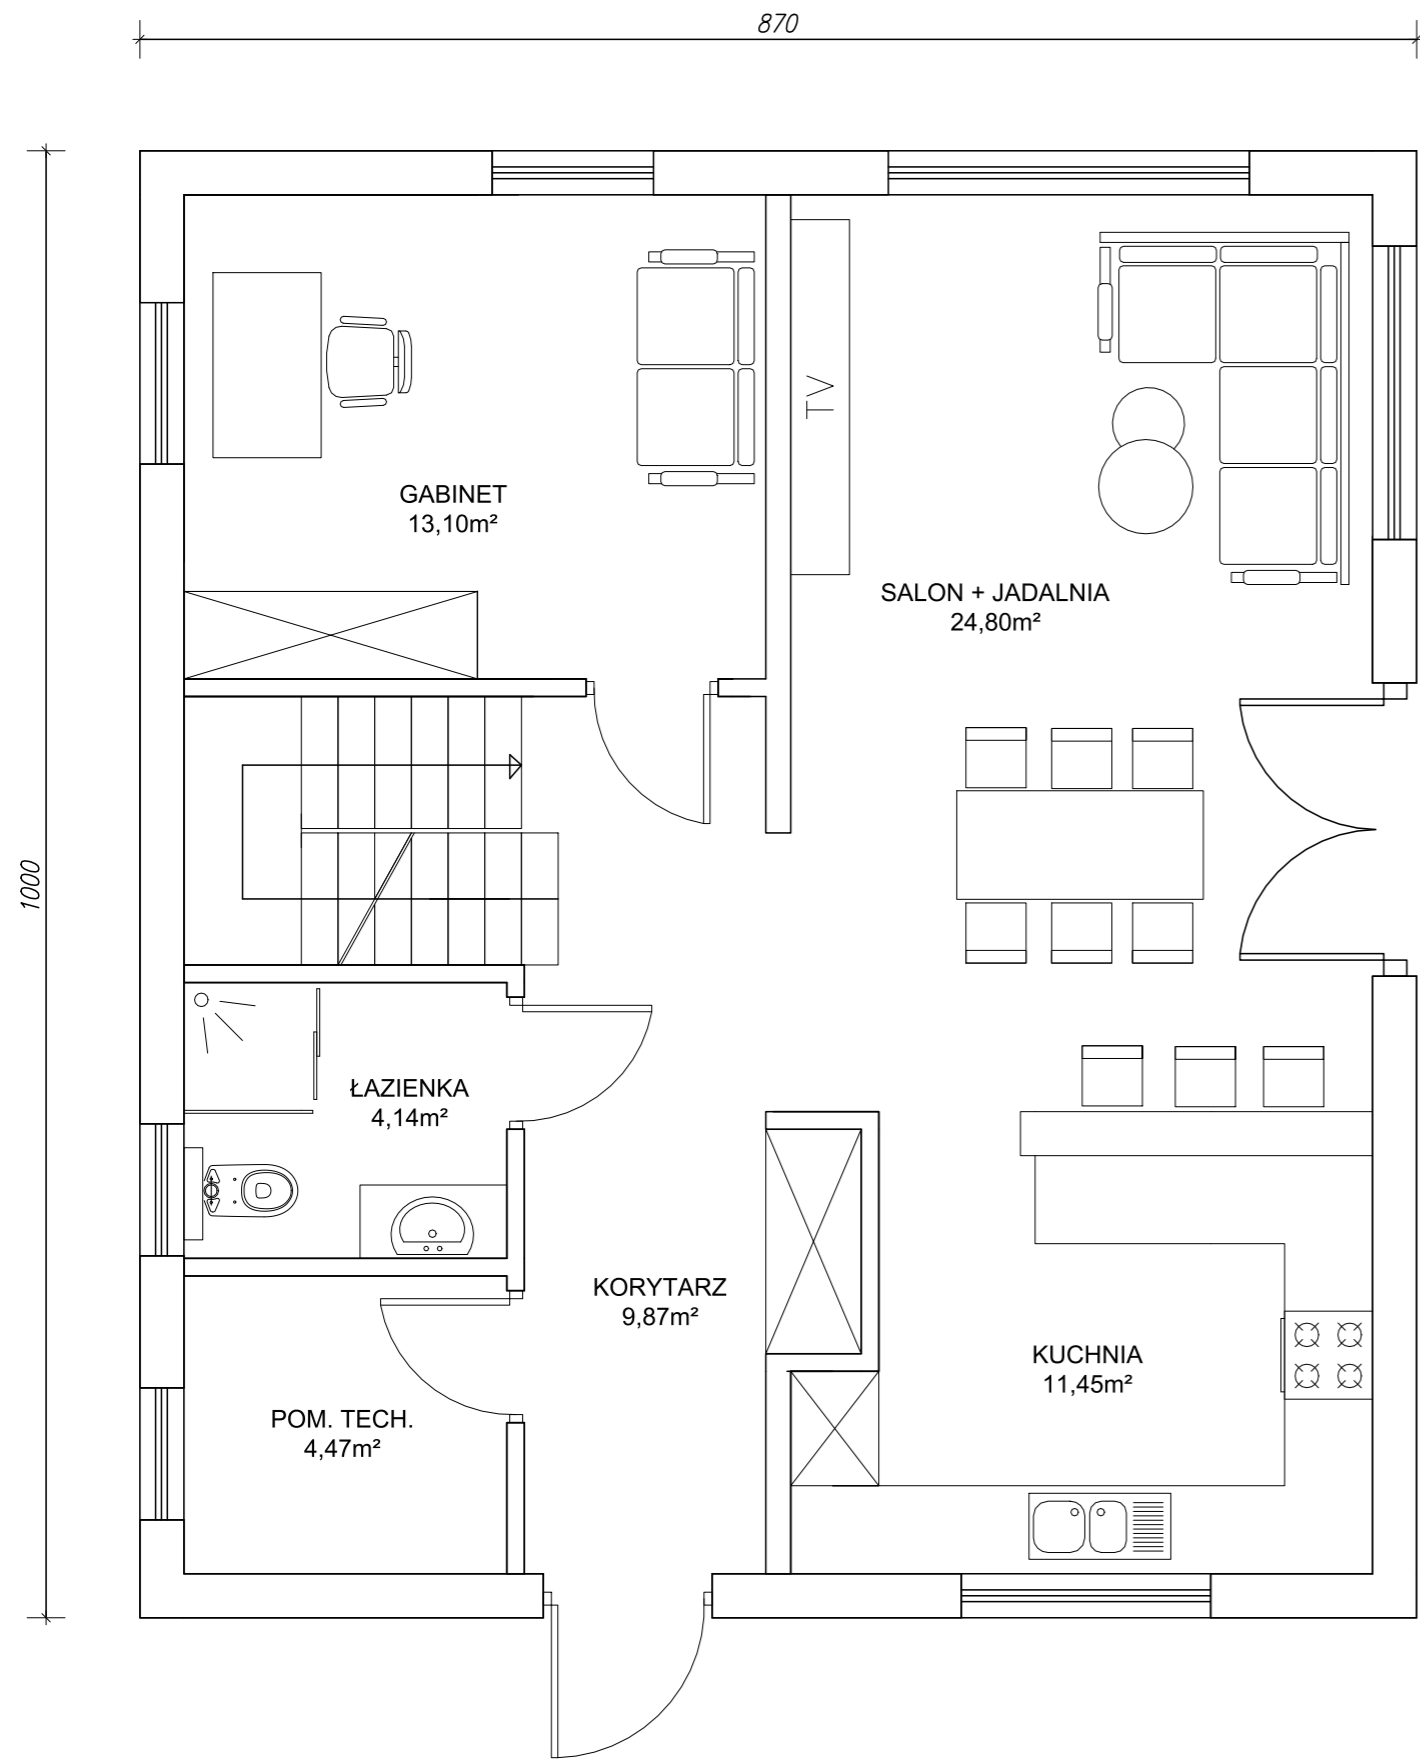 870
1000
GABINET
13,10m²
TV
SALON + JADALNIA
24,80m²
ŁAZIENKA
4,14m²
KORYTARZ
9,87m²
KUCHNIA
11,45m²
POM. TECH.
4,47m²